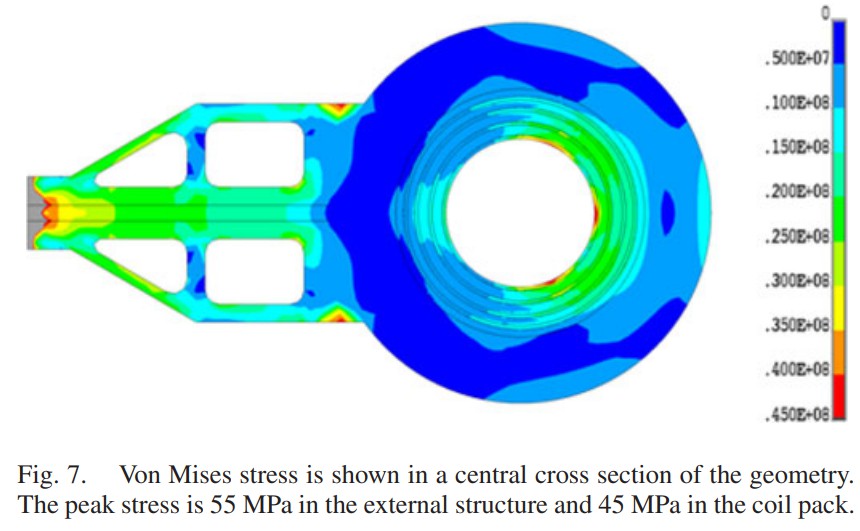 0
.500E+07
.100E+08
.150E+08
.200E+08
.250E+08
.300E+08
.350E+08
.400E+08
.450E+08
Fig. 7. Von Mises stress is shown in a central cross section of the geometry.
The peak stress is 55 MPa in the external structure and 45 MPa in the coil pack.